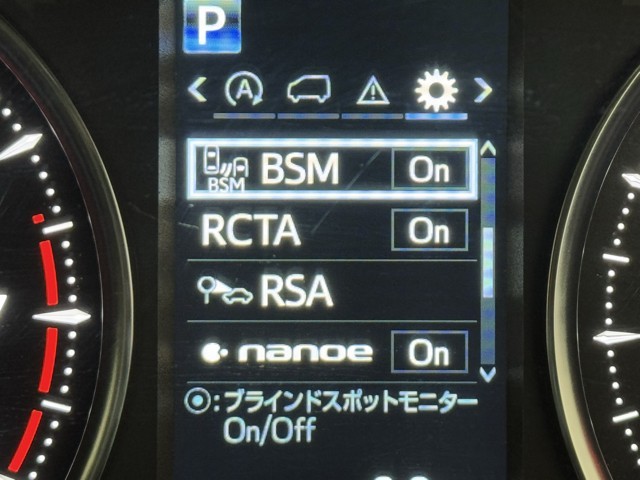 P
A
BSM BSM On
RCTA On
RSA
nanoe On
◉:ブラインドスポットモニター
On/Off